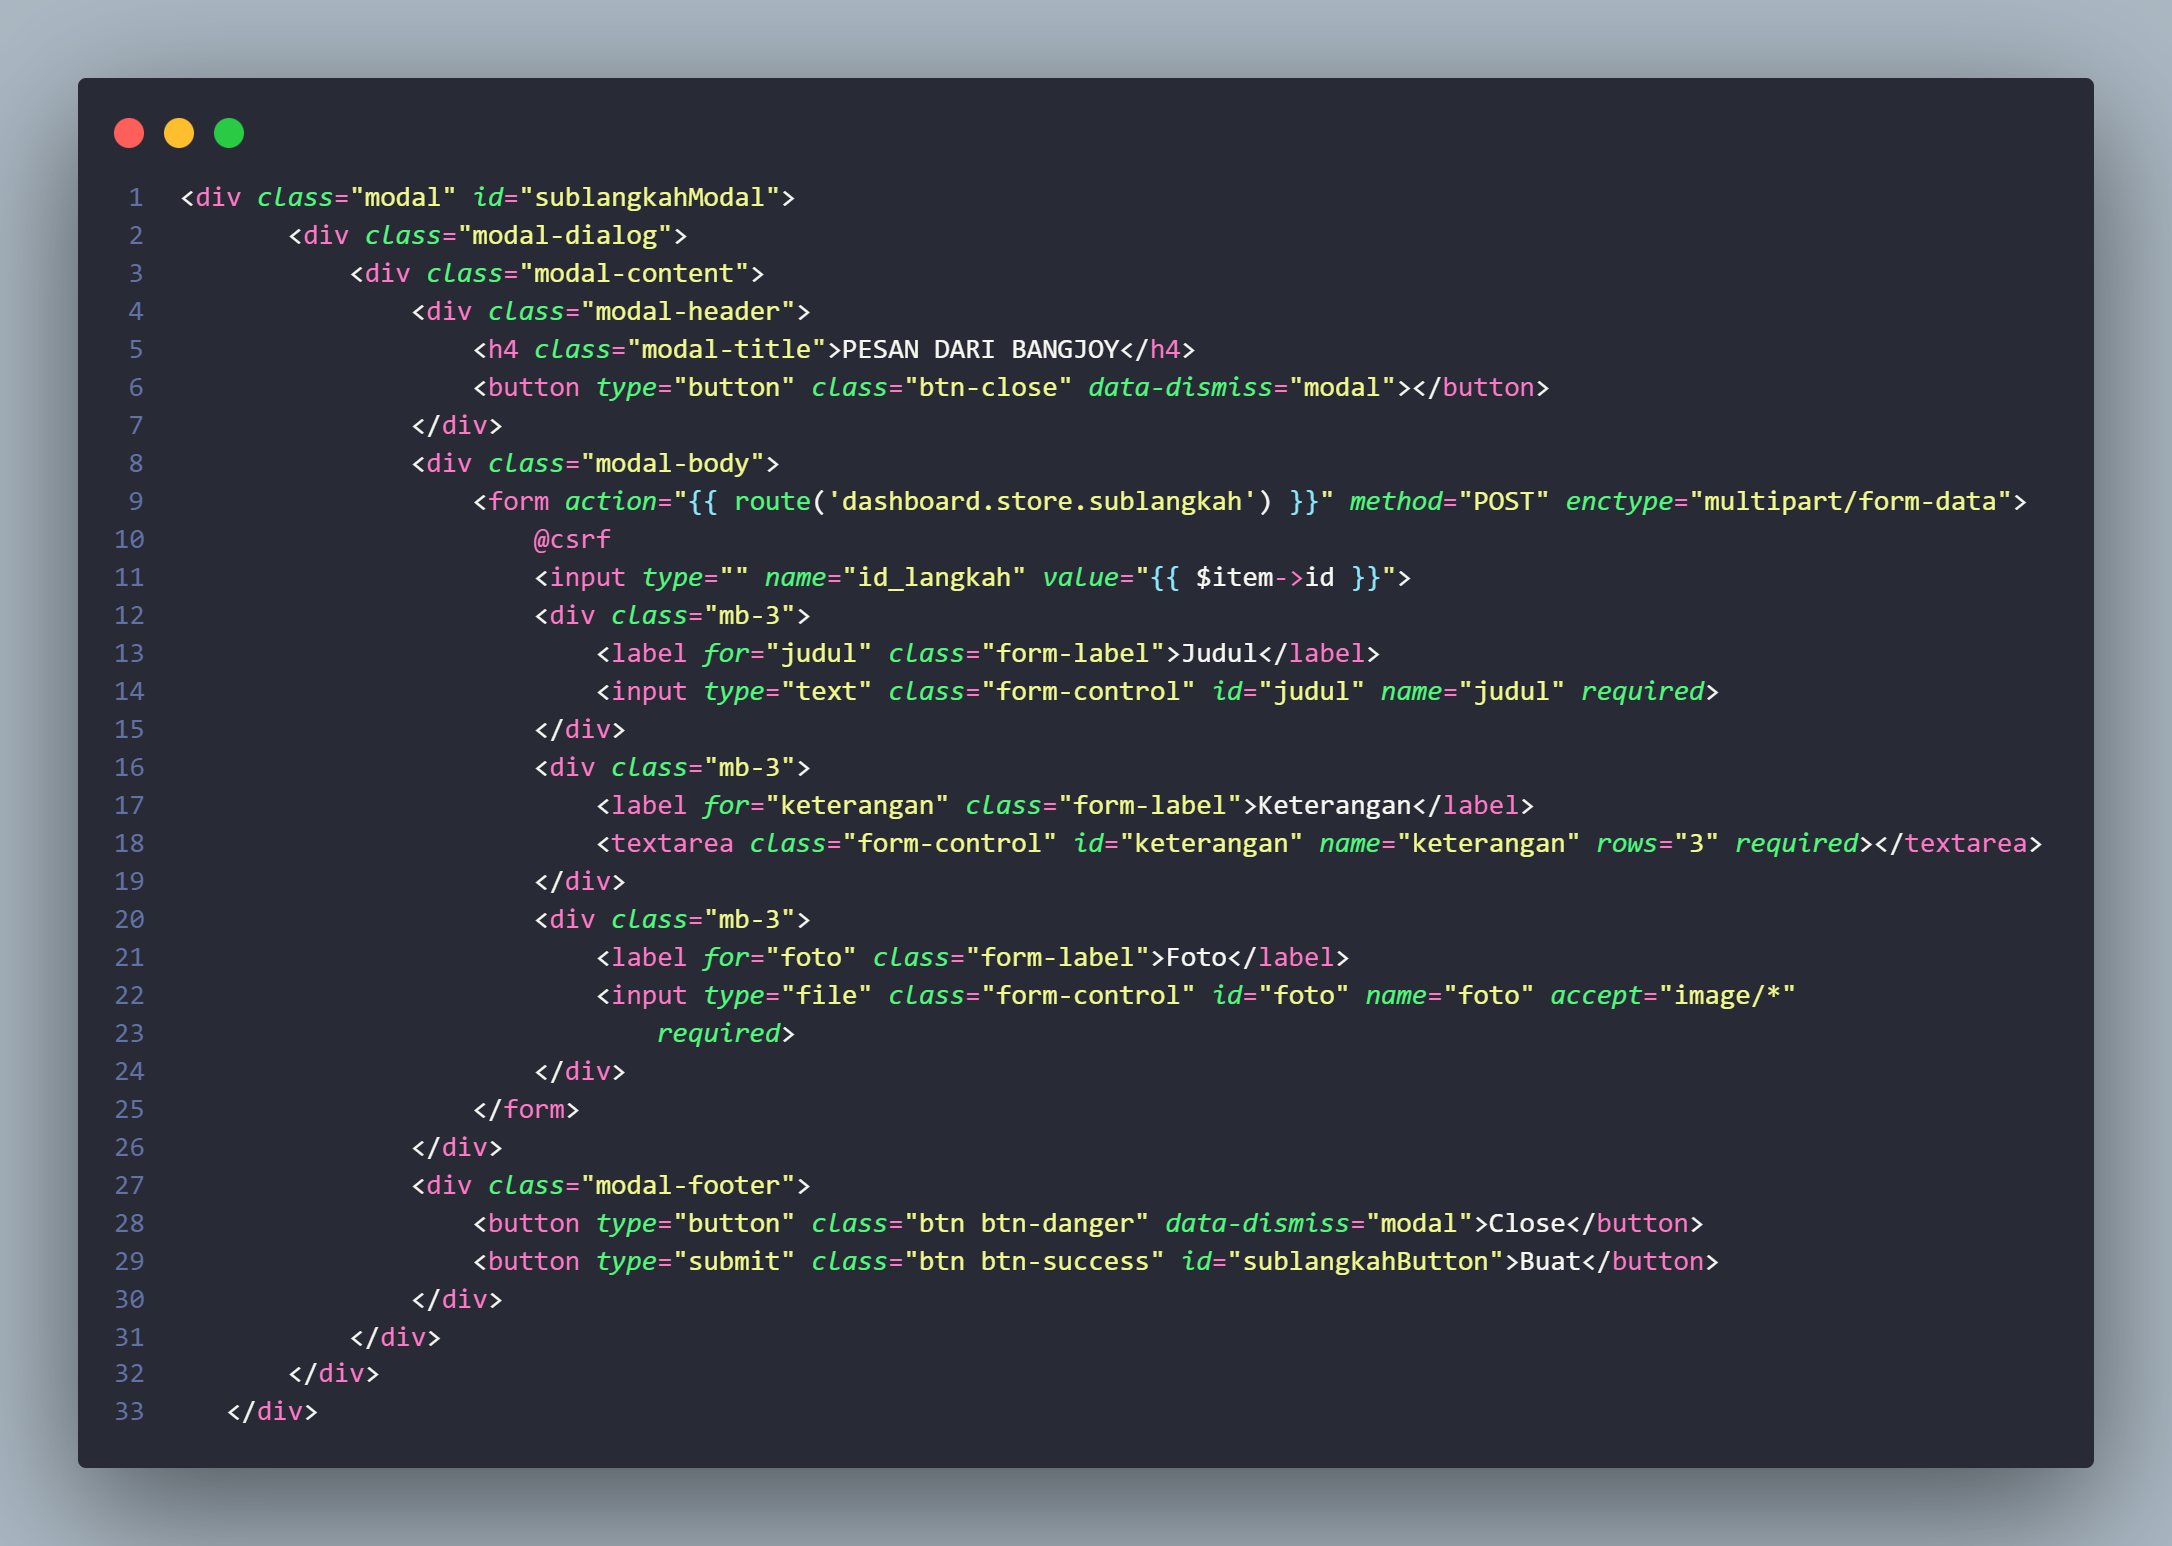 1 <div class="modal" id="sublangkahModal">
2 <div class="modal-dialog">
3 <div class="modal-content">
4 <div class="modal-header">
5 <h4 class="modal-title">PESAN DARI BANGJOY</h4>
6 <button type="button" class="btn-close" data-dismiss="modal"></button>
7 </div>
8 <div class="modal-body">
9 <form action="{{ route('dashboard.store.sublangkah') }}" method="POST" enctype="multipart/form-data">
10 @csrf
11 <input type="" name="id_langkah" value="{{ $item->id }}">
12 <div class="mb-3">
13 <label for="judul" class="form-label">Judul</label>
14 <input type="text" class="form-control" id="judul" name="judul" required>
15 </div>
16 <div class="mb-3">
17 <label for="keterangan" class="form-label">Keterangan</label>
18 <textarea class="form-control" id="keterangan" name="keterangan" rows="3" required></textarea>
19 </div>
20 <div class="mb-3">
21 <label for="foto" class="form-label">Foto</label>
22 <input type="file" class="form-control" id="foto" name="foto" accept="image/*"
23 required>
24 </div>
25 </form>
26 </div>
27 <div class="modal-footer">
28 <button type="button" class="btn btn-danger" data-dismiss="modal">Close</button>
29 <button type="submit" class="btn btn-success" id="sublangkahButton">Buat</button>
30 </div>
31 </div>
32 </div>
33 </div>